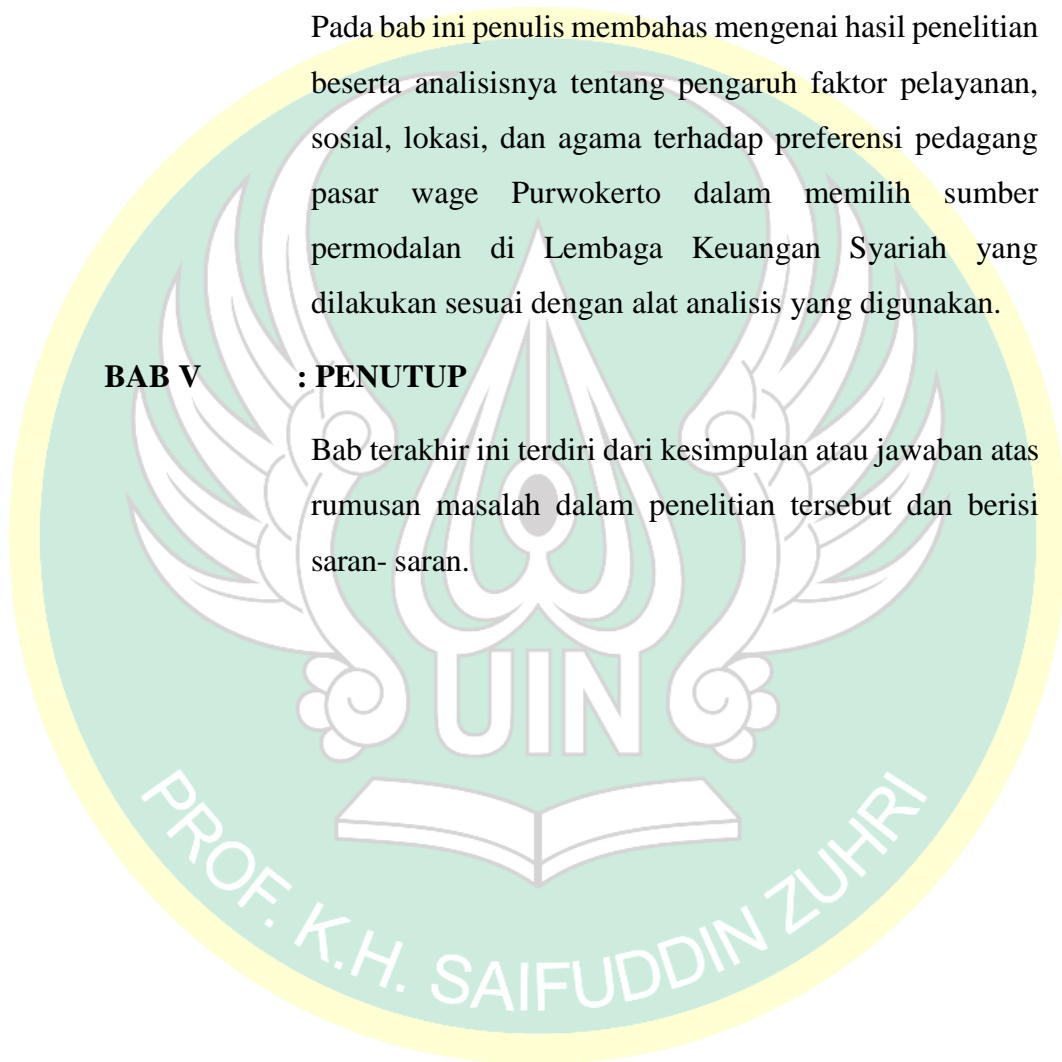 Pada bab ini penulis membahas mengenai hasil penelitian
beserta analisisnya tentang pengaruh faktor pelayanan,
sosial, lokasi, dan agama terhadap preferensi pedagang
pasar wage Purwokerto dalam memilih sumber
permodalan di Lembaga Keuangan Syariah yang
dilakukan sesuai dengan alat analisis yang digunakan.
BAB V : PENUTUP
Bab terakhir ini terdiri dari kesimpulan atau jawaban atas
rumusan masalah dalam penelitian tersebut dan berisi
saran- saran.
UIN
PROF. K.H. SAIFUDDIN ZUHRI